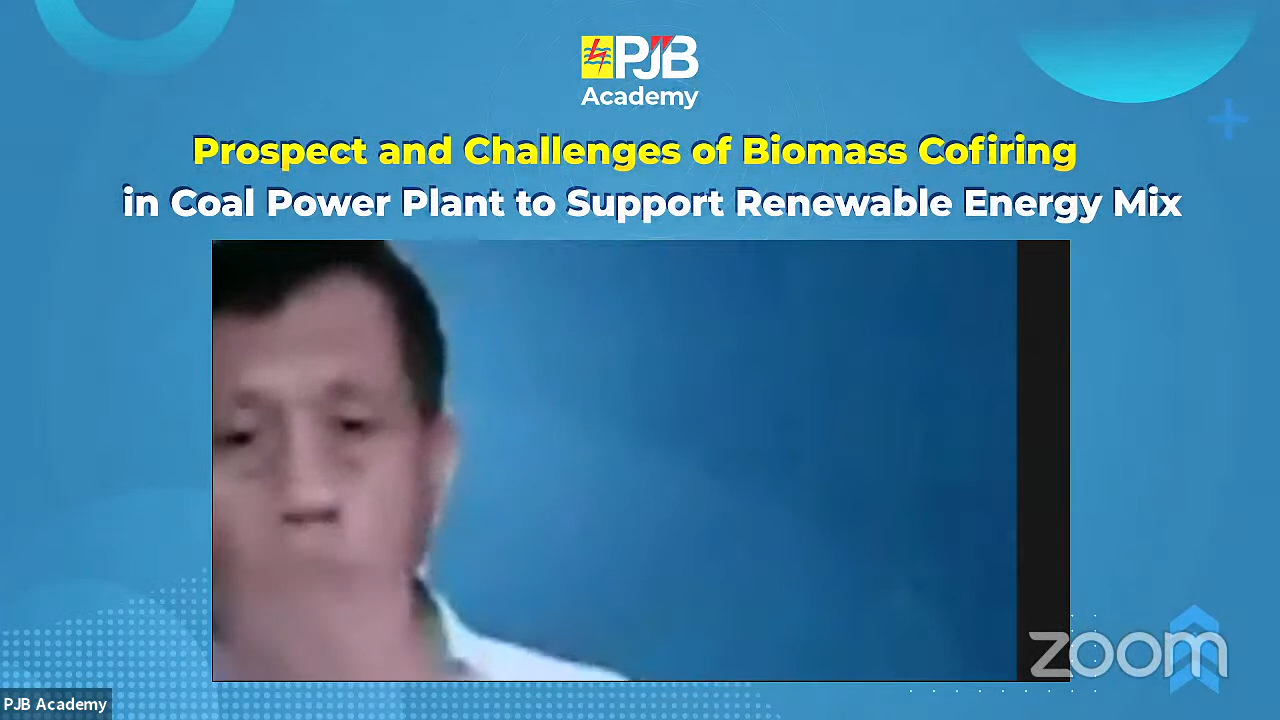 PJB
Academy
Prospect and Challenges of Biomass Cofiring
in Coal Power Plant to Support Renewable Energy Mix
zoom
PJB Academy